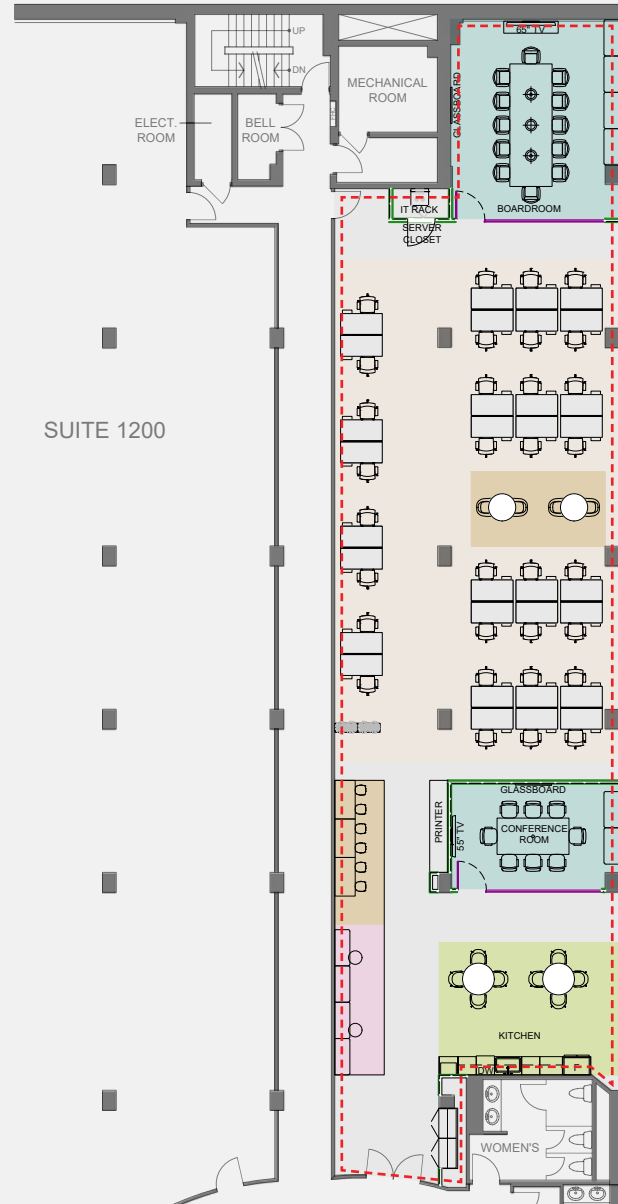 UP
DN
65" TV
MECHANICAL
ROOM
GLASSBOARD
ELECT.
ROOM
BELL
ROOM
FHC
IT RACK
BOARDROOM
SERVER
CLOSET
SUITE 1200
GLASSBOARD
PRINTER
55" TV
CONFERENCE
ROOM
KITCHEN
DW
WOMEN'S